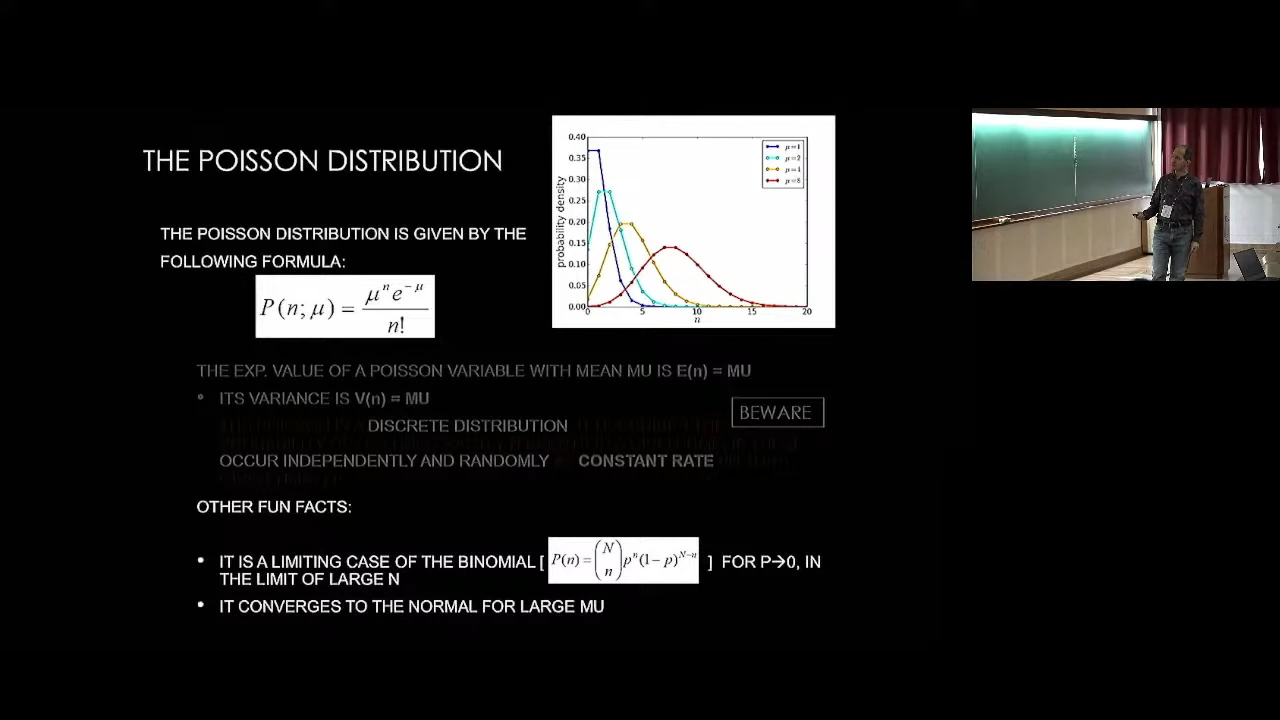 THE POISSON DISTRIBUTION
0.40
0.35
0.30
0.25
0.20
0.15
0.10
0.05
0.00
probability density
0 5 10 15 20
n
μ=1
μ=2
μ=4
μ=8
THE POISSON DISTRIBUTION IS GIVEN BY THE
FOLLOWING FORMULA:
P(n; μ) = μ^n e^{-μ} / n!
THE EXP. VALUE OF A POISSON VARIABLE WITH MEAN MU IS E(n) = MU
• ITS VARIANCE IS V(n) = MU
BEWARE
DISCRETE DISTRIBUTION
OCCUR INDEPENDENTLY AND RANDOMLY CONSTANT RATE
OTHER FUN FACTS:
• IT IS A LIMITING CASE OF THE BINOMIAL [ P(n) = (N n) p^n (1−p)^{N−n} ] FOR P→0, IN
THE LIMIT OF LARGE N
• IT CONVERGES TO THE NORMAL FOR LARGE MU